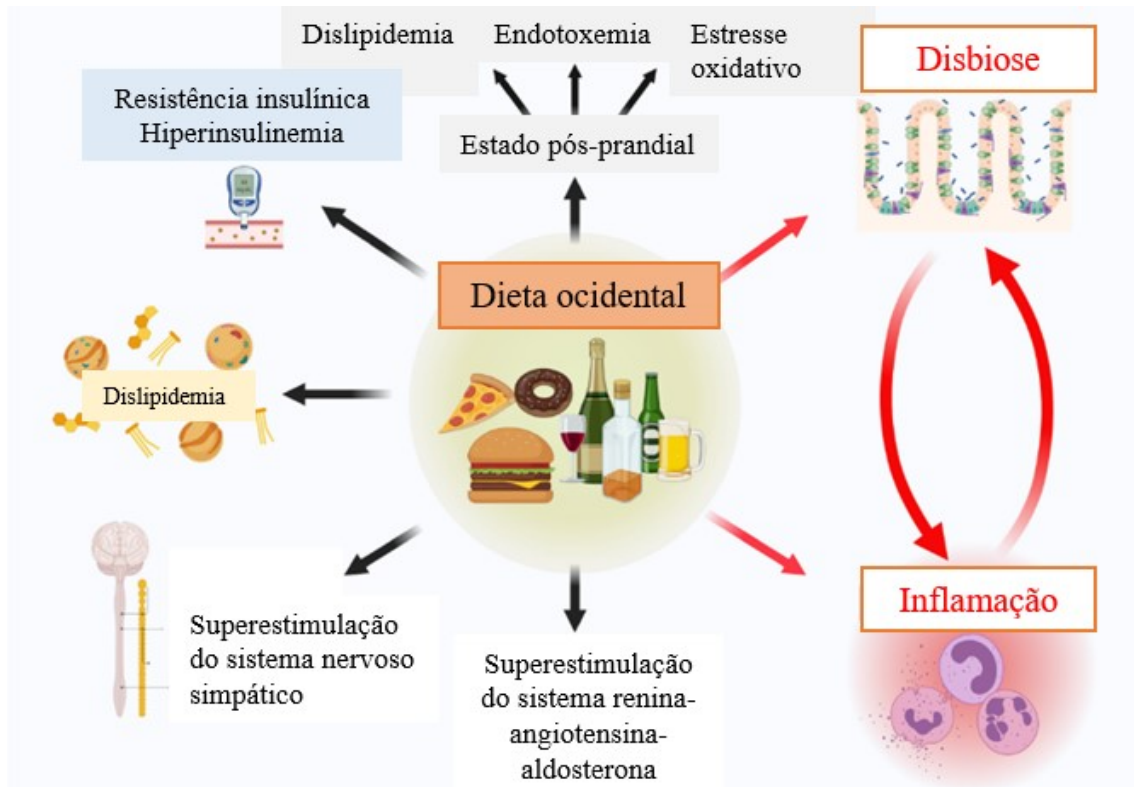 Dislipidemia
Endotoxemia
Estresse
oxidativo
Disbiose
Resistência insulínica
Hiperinsulinemia
Estado pós-prandial
Dieta ocidental
Dislipidemia
Superestimulação
do sistema nervoso
simpático
Superestimulação
do sistema renina-
angiotensina-
aldosterona
Inflamação